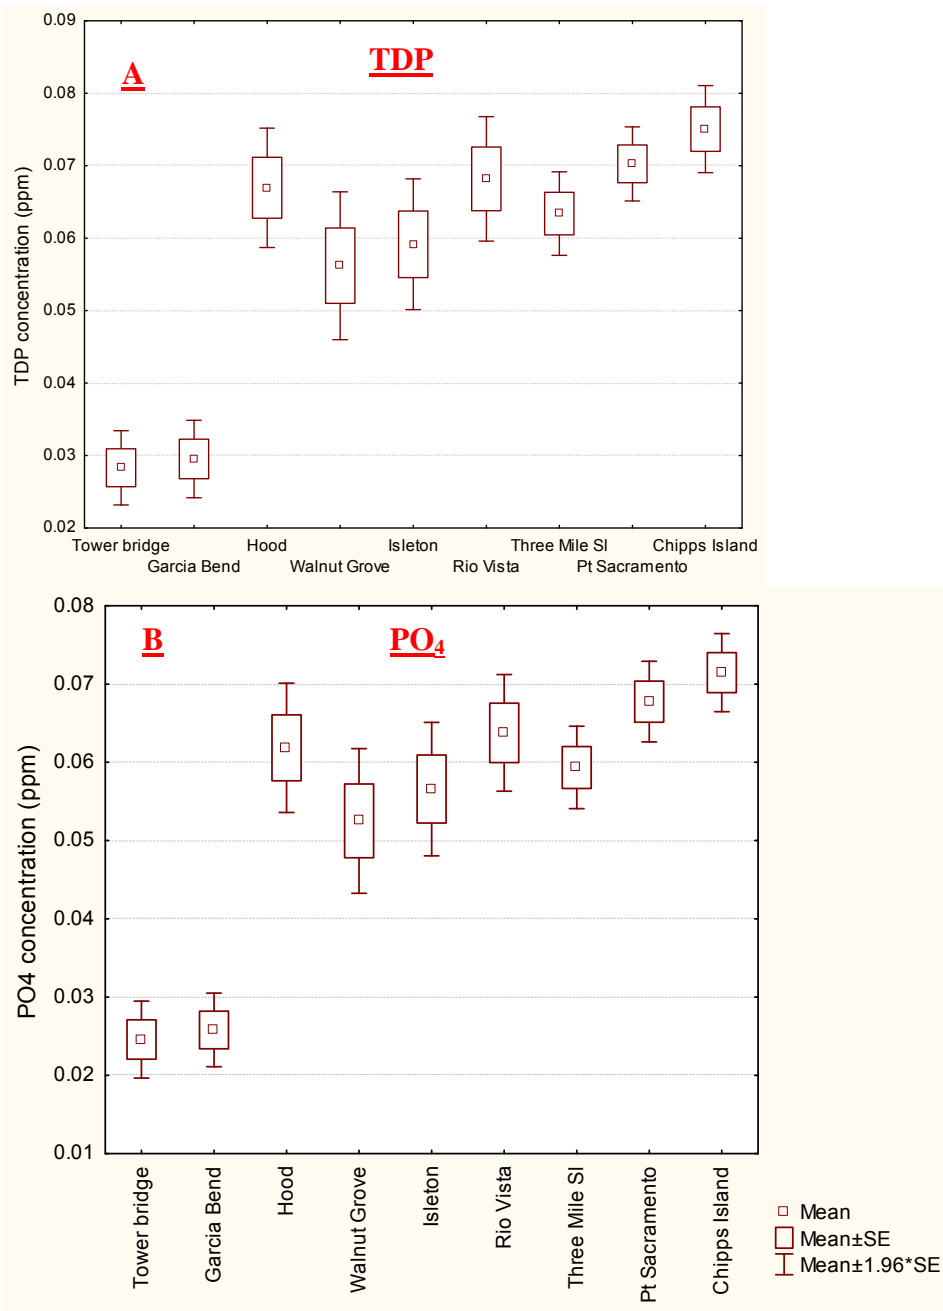 A
TDP
TDP concentration (ppm)
0.09
0.08
0.07
0.06
0.05
0.04
0.03
0.02
Tower bridge
Garcia Bend
Hood
Walnut Grove
Isleton
Rio Vista
Three Mile Sl
Pt Sacramento
Chipps Island
B
PO4
PO4 concentration (ppm)
0.08
0.07
0.06
0.05
0.04
0.03
0.02
0.01
Tower bridge
Garcia Bend
Hood
Walnut Grove
Isleton
Rio Vista
Three Mile Sl
Pt Sacramento
Chipps Island
Mean
Mean±SE
Mean±1.96*SE